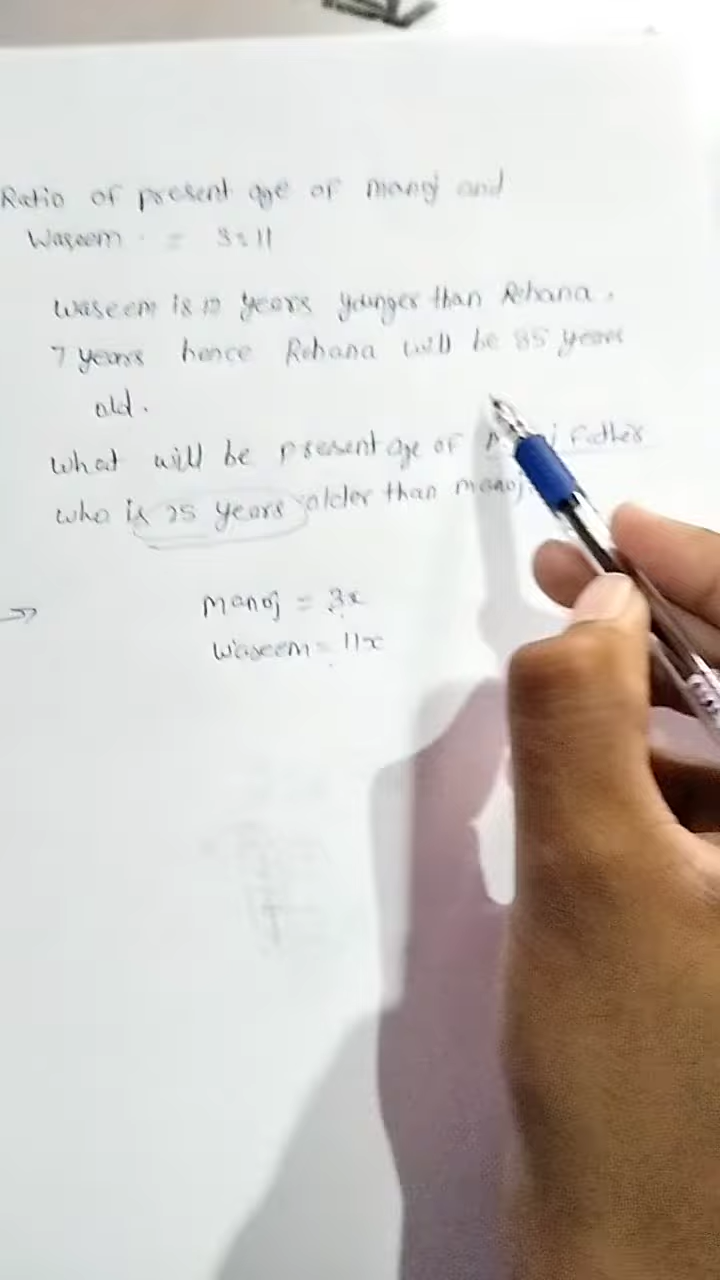 Ratio of present age of manoj and
Waseem = 3:11
Waseem is 12 years younger than Rehana.
7 years hence Rehana will be 85 years
old.
What will be present age of Father
who is 25 years older than manoj
manoj = 3x
Waseem = 11x